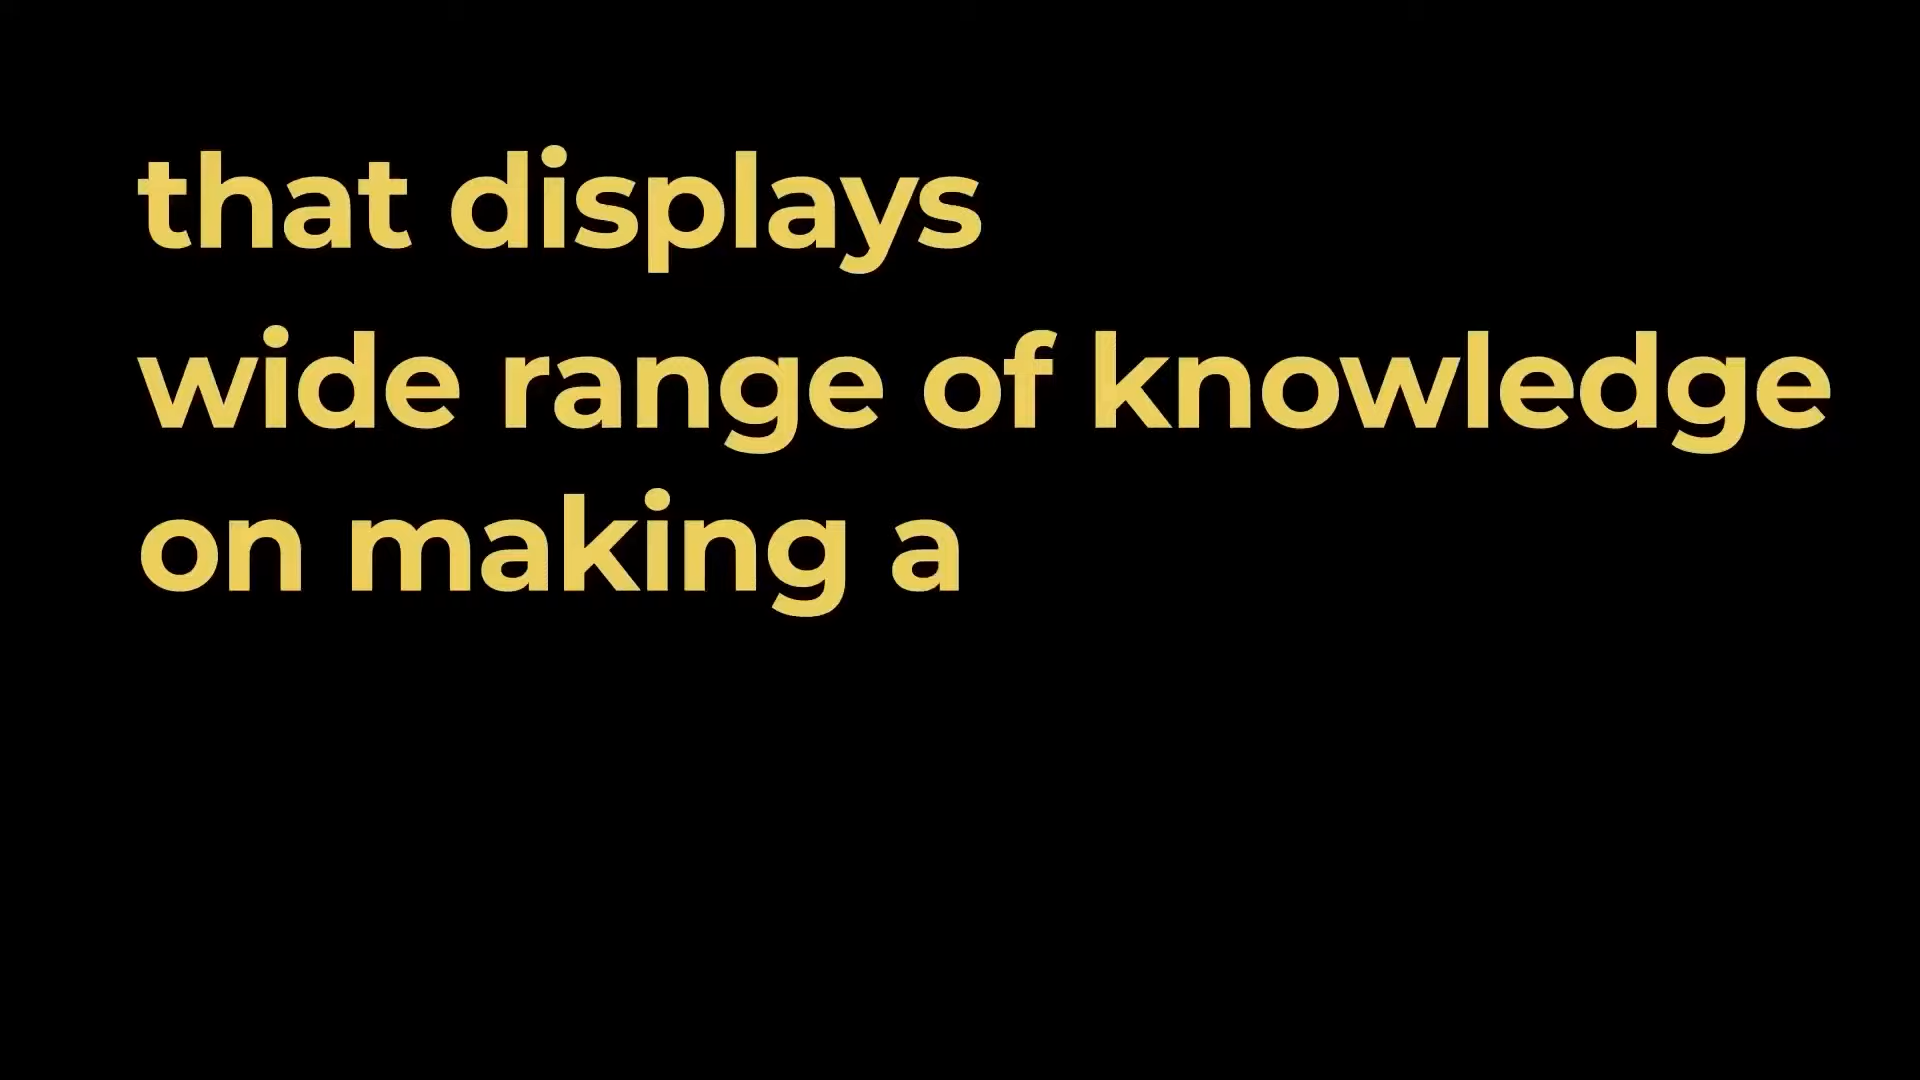 that displays
wide range of knowledge
on making a